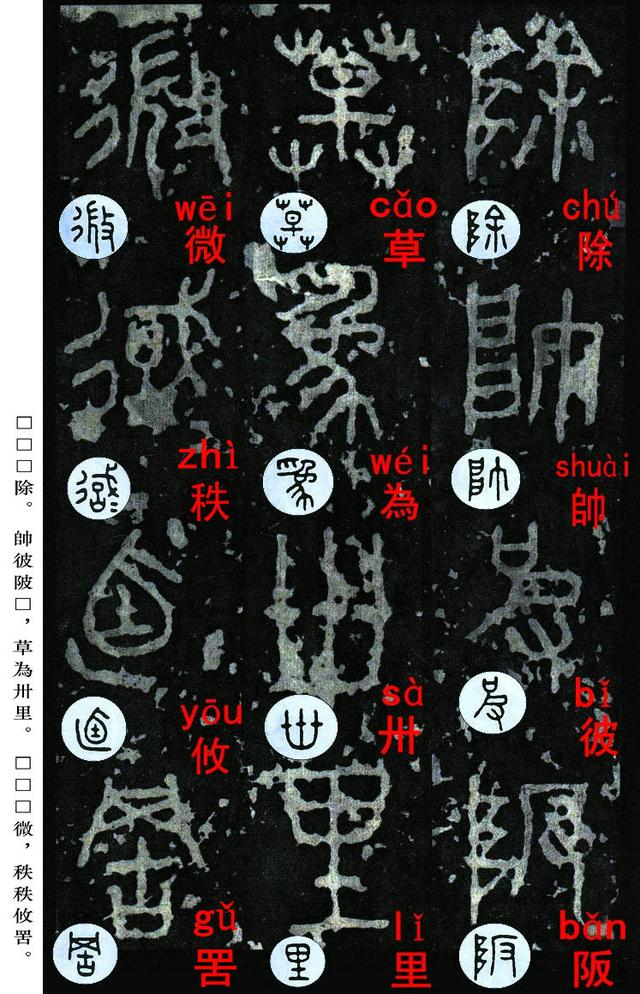 chú
除
shuài
帥
bǐ
彼
bǎn
阪
cǎo
草
wéi
為
sà
卅
lǐ
里
wēi
微
zhì
秩
yōu
攸
gǔ
罟
□□□除。 帥彼陂□，草為卅里。 □□□微，秩秩攸罟。